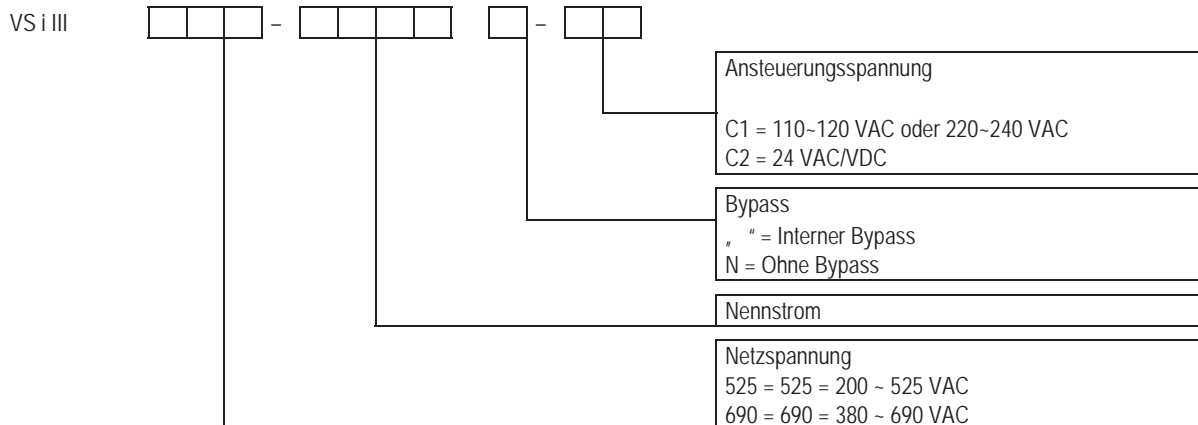 VS i III – –
Ansteuerungsspannung
C1 = 110~120 VAC oder 220~240 VAC
C2 = 24 VAC/VDC
Bypass
„ “ = Interner Bypass
N = Ohne Bypass
Nennstrom
Netzspannung
525 = 525 = 200 ~ 525 VAC
690 = 690 = 380 ~ 690 VAC